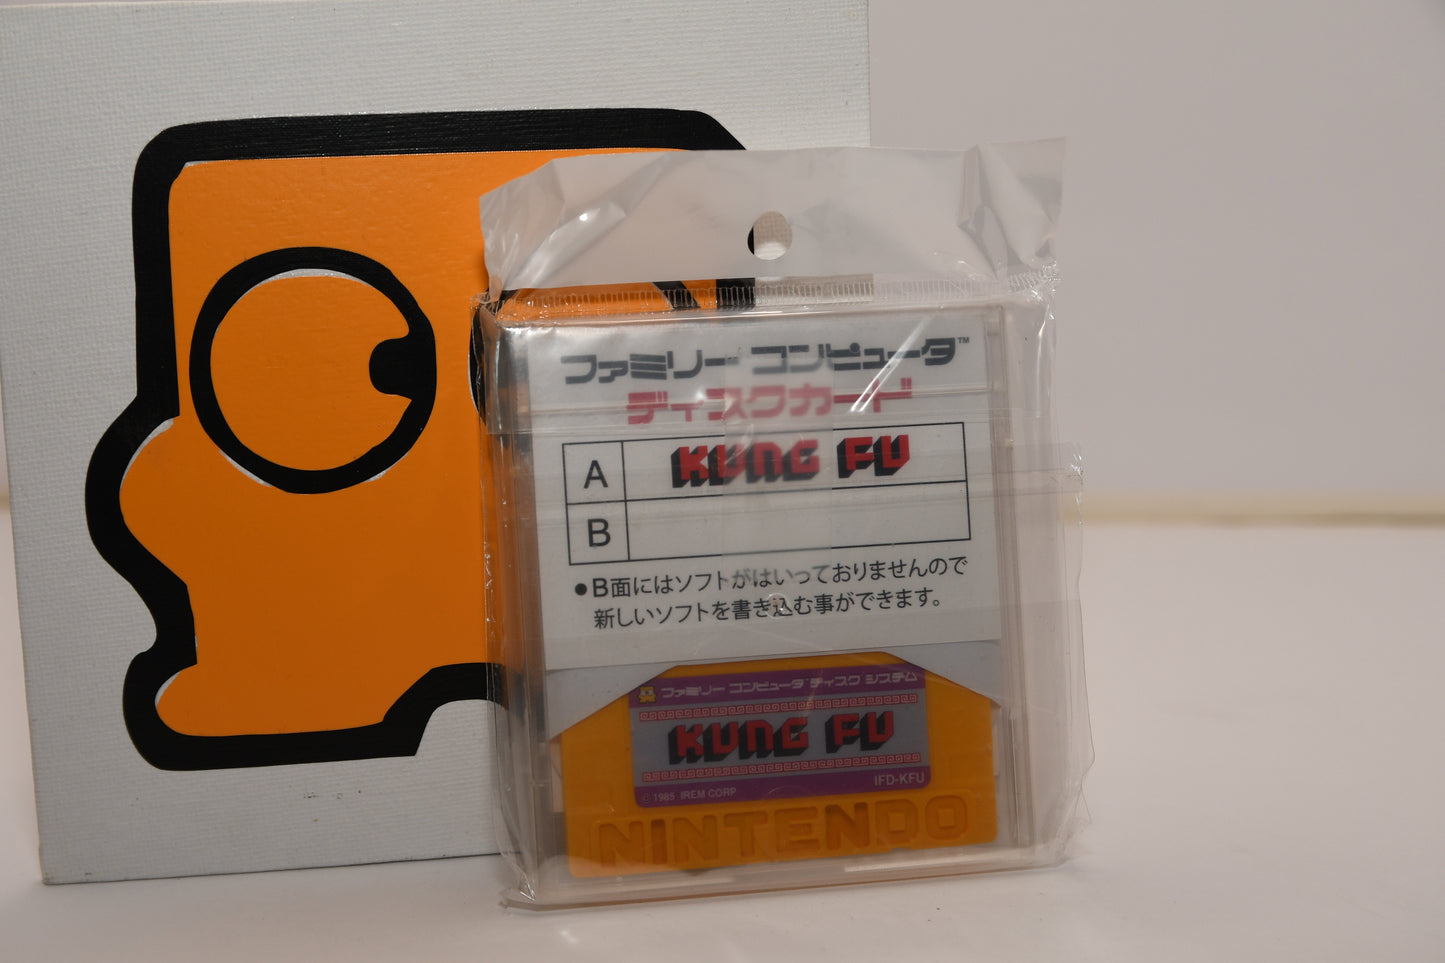 ファミリー コンピュータ™
ディスクカード
A KUNG FU
B
●B面にはソフトがはいっておりませんので
新しいソフトを書き込む事ができます。
ファミリー コンピュータ ディスク システム
KUNG FU
IFD-KFU
© 1985 IREM CORP
NINTENDO